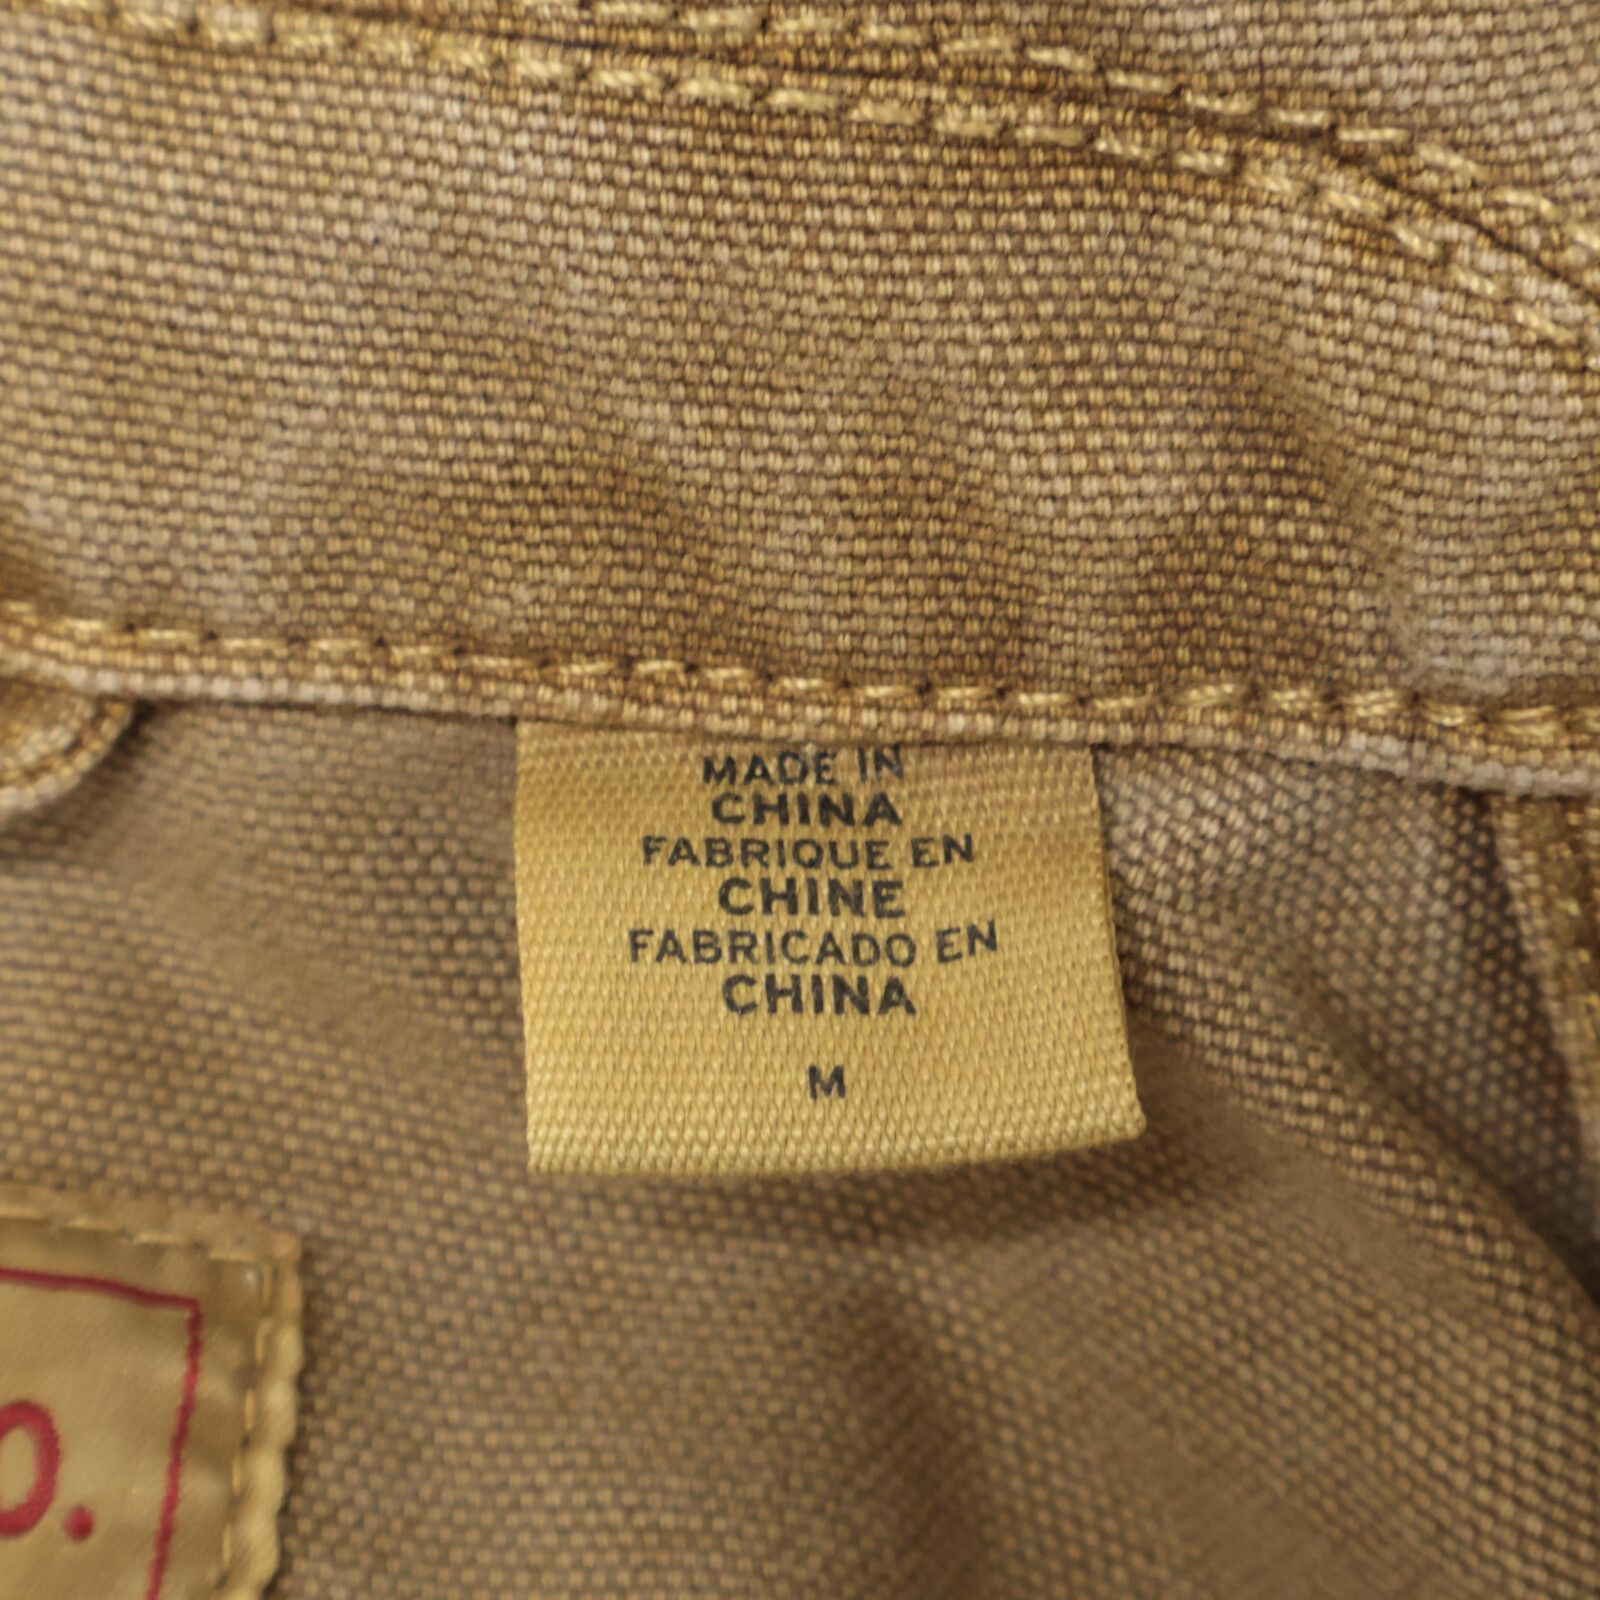 MADE IN
CHINA
FABRIQUE EN
CHINE
FABRICADO EN
CHINA
M
o.